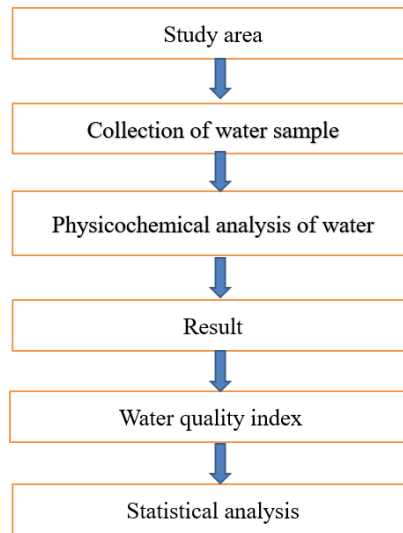 Study area
Collection of water sample
Physicochemical analysis of water
Result
Water quality index
Statistical analysis